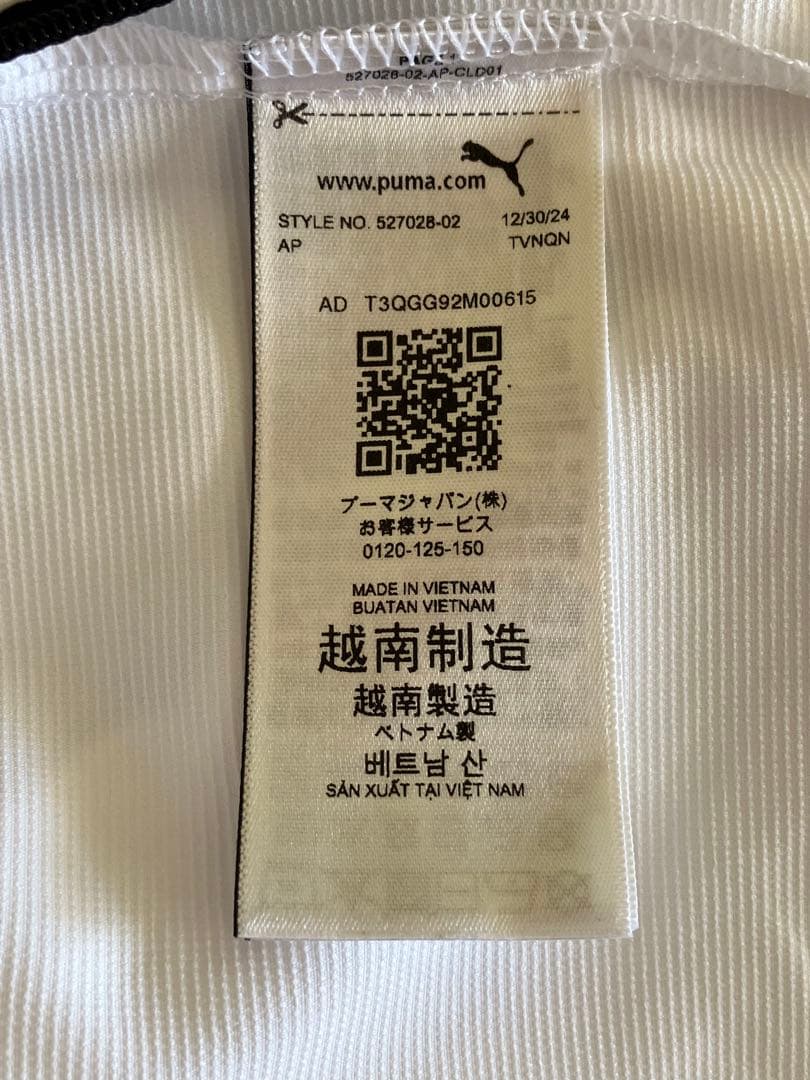 PAGE 1
527028-02-AP-CLD01
www.puma.com
STYLE NO. 527028-02 12/30/24
AP TVNQN
AD T3QGG92M00615
プーマジャパン(株)
お客様サービス
0120-125-150
MADE IN VIETNAM
BUATAN VIETNAM
越南制造
越南製造
ベトナム製
베트남 산
SẢN XUẤT TẠI VIỆT NAM